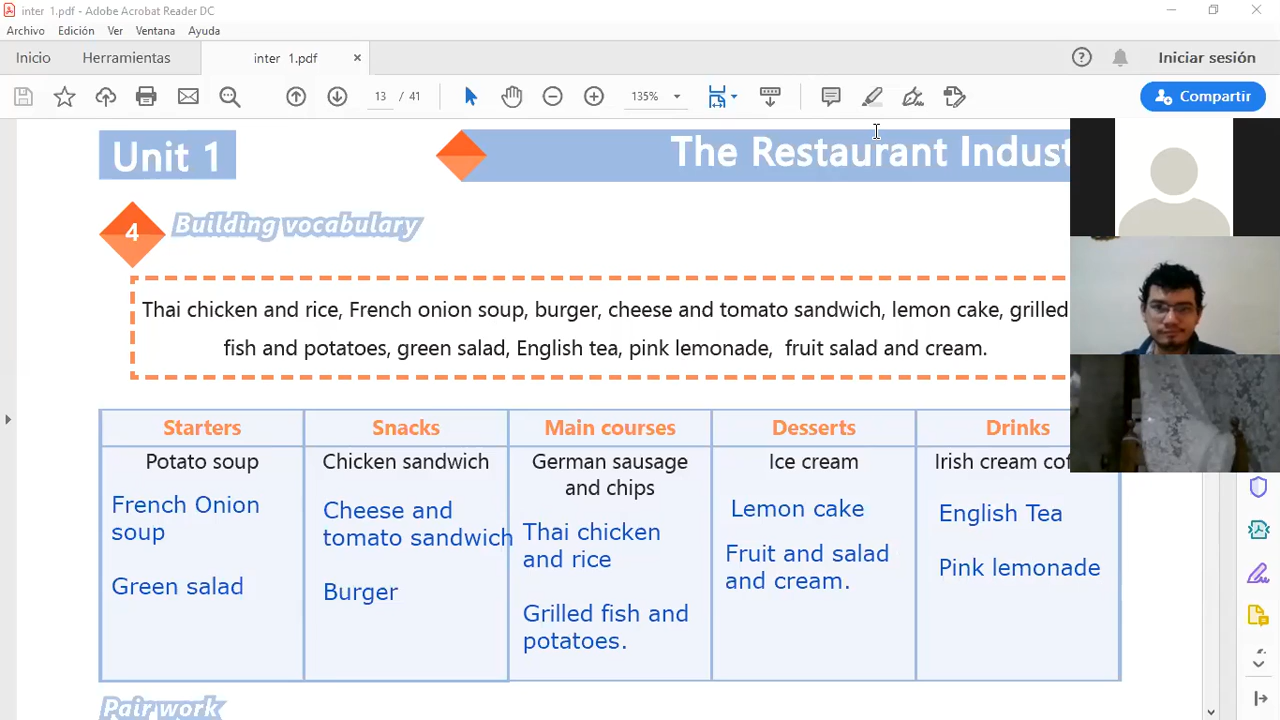 inter 1.pdf - Adobe Acrobat Reader DC
Archivo Edición Ver Ventana Ayuda
Inicio Herramientas inter 1.pdf × Iniciar sesión
13 / 41 135% Compartir
Unit 1 The Restaurant Indust
4 Building vocabulary
Thai chicken and rice, French onion soup, burger, cheese and tomato sandwich, lemon cake, grilled
fish and potatoes, green salad, English tea, pink lemonade, fruit salad and cream.
Starters Snacks Main courses Desserts Drinks
Potato soup
French Onion
soup
Green salad
Chicken sandwich
Cheese and
tomato sandwich
Burger
German sausage
and chips
Thai chicken
and rice
Grilled fish and
potatoes.
Ice cream
Lemon cake
Fruit and salad
and cream.
Irish cream cof
English Tea
Pink lemonade
Pair work